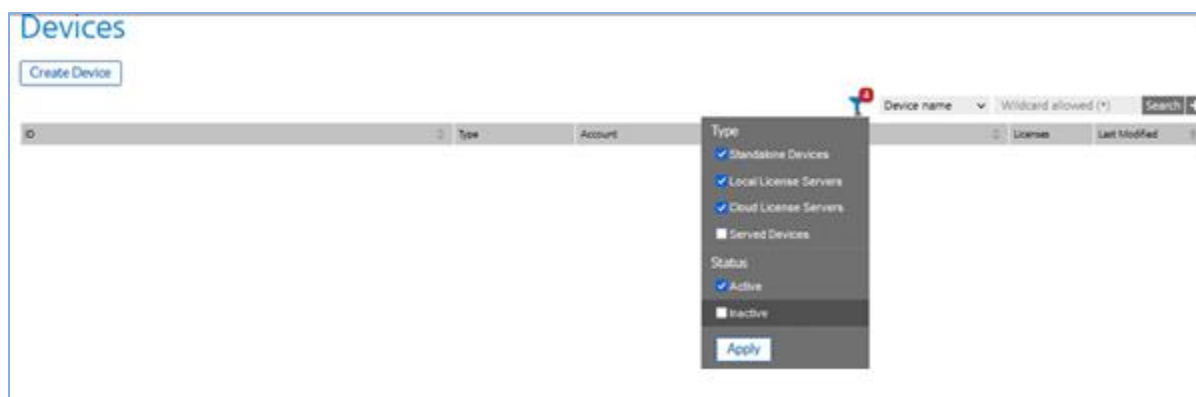 Devices
Create Device
4
Device name Wildcard allowed (*) Search +
ID Type Account Licenses Last Modified
Type
Standalone Devices
Local License Servers
Cloud License Servers
Served Devices
Status
Active
Inactive
Apply